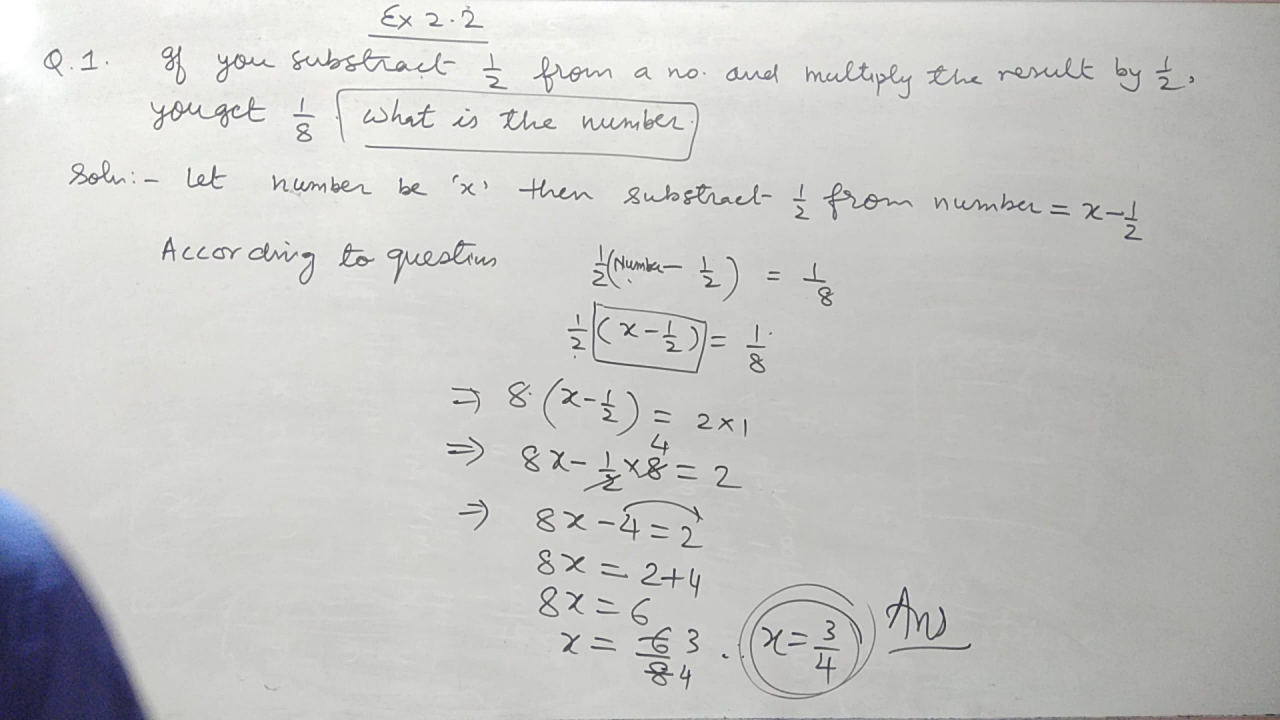 Ex 2.2
Q.1. If you substract 1/2 from a no. and multiply the result by 1/2,
you get 1/8. What is the number.
Soln:- Let number be 'x' then substract 1/2 from number = x-1/2
According to question 1/2(Number - 1/2) = 1/8
1/2(x-1/2) = 1/8
⇒ 8·(x-1/2) = 2×1
⇒ 8x-1/2×8 = 2 4
⇒ 8x-4=2
8x=2+4
8x=6
x=6/8 3/4 . x=3/4 Ans